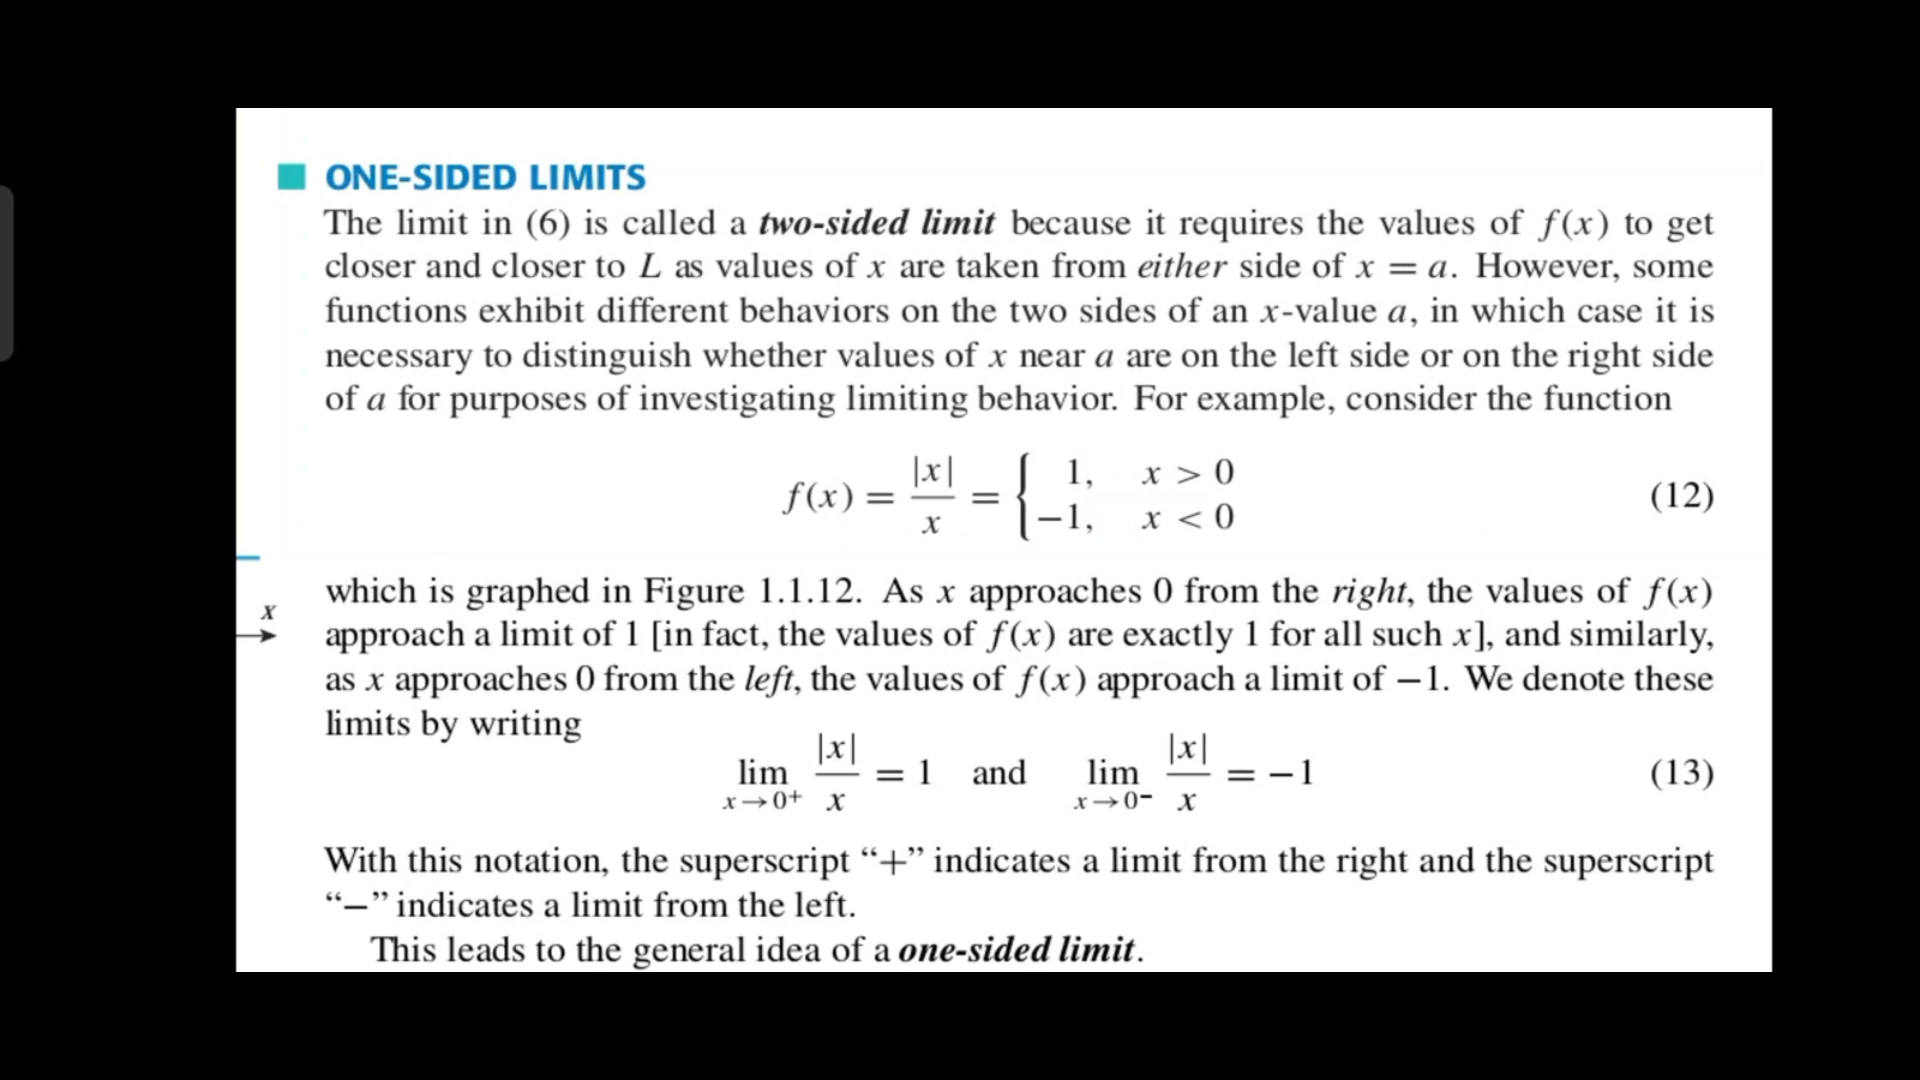 ONE-SIDED LIMITS
The limit in (6) is called a two-sided limit because it requires the values of f(x) to get
closer and closer to L as values of x are taken from either side of x = a. However, some
functions exhibit different behaviors on the two sides of an x-value a, in which case it is
necessary to distinguish whether values of x near a are on the left side or on the right side
of a for purposes of investigating limiting behavior. For example, consider the function
f(x) = |x|/x = { 1, x > 0
−1, x < 0 (12)
which is graphed in Figure 1.1.12. As x approaches 0 from the right, the values of f(x)
x
approach a limit of 1 [in fact, the values of f(x) are exactly 1 for all such x], and similarly,
as x approaches 0 from the left, the values of f(x) approach a limit of −1. We denote these
limits by writing
lim x→0+ |x|/x = 1 and lim x→0− |x|/x = −1 (13)
With this notation, the superscript “+” indicates a limit from the right and the superscript
“−” indicates a limit from the left.
This leads to the general idea of a one-sided limit.